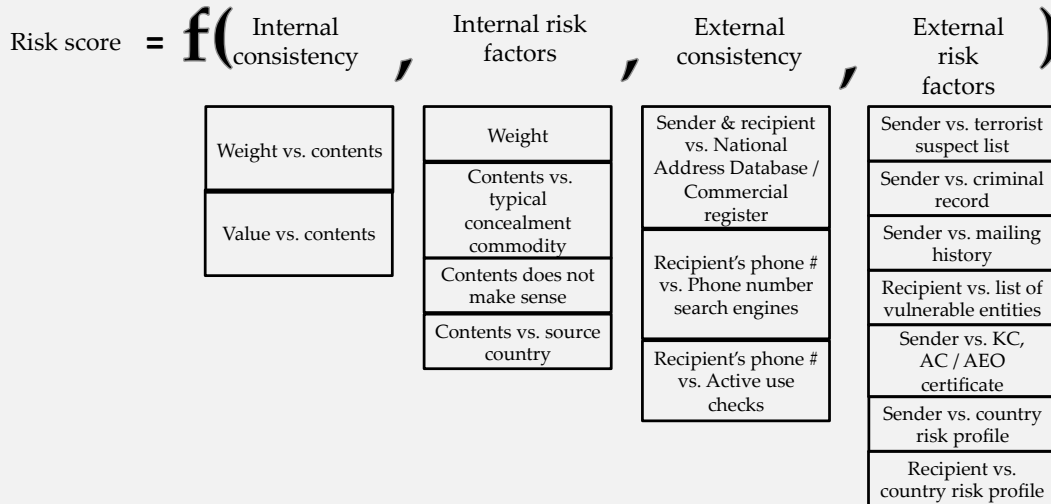 Risk score = f( Internal consistency , Internal risk factors , External consistency , External risk factors )
Weight vs. contents
Value vs. contents
Weight
Contents vs.
typical
concealment
commodity
Contents does not
make sense
Contents vs. source
country
Sender & recipient
vs. National
Address Database /
Commercial
register
Recipient's phone #
vs. Phone number
search engines
Recipient's phone #
vs. Active use
checks
Sender vs. terrorist
suspect list
Sender vs. criminal
record
Sender vs. mailing
history
Recipient vs. list of
vulnerable entities
Sender vs. KC,
AC / AEO
certificate
Sender vs. country
risk profile
Recipient vs.
country risk profile